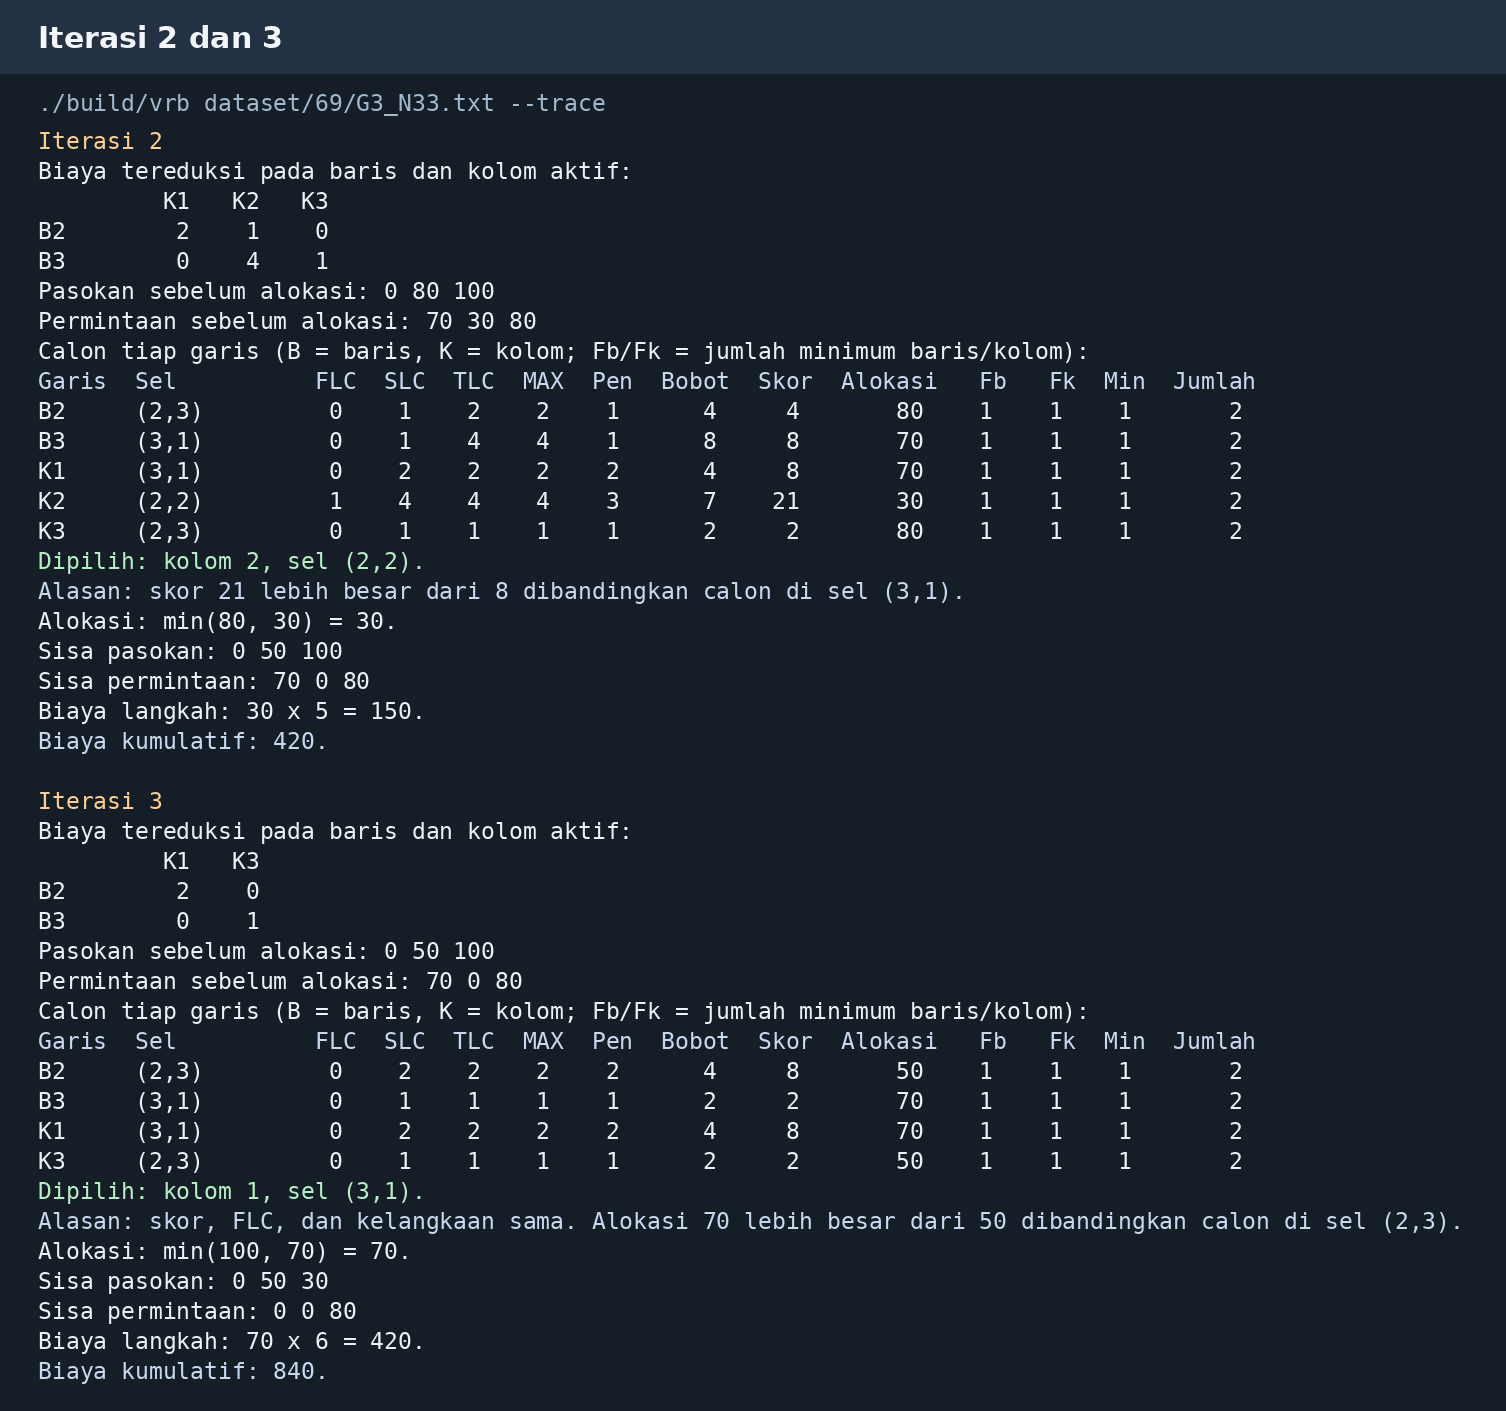 Iterasi 2 dan 3
./build/vrb dataset/69/G3_N33.txt --trace
Iterasi 2
Biaya tereduksi pada baris dan kolom aktif:
         K1   K2   K3
B2        2    1    0
B3        0    4    1
Pasokan sebelum alokasi: 0 80 100
Permintaan sebelum alokasi: 70 30 80
Calon tiap garis (B = baris, K = kolom; Fb/Fk = jumlah minimum baris/kolom):
Garis  Sel          FLC  SLC  TLC  MAX  Pen  Bobot  Skor  Alokasi   Fb   Fk  Min  Jumlah
B2     (2,3)         0    1    2    2    1      4     4       80    1    1    1       2
B3     (3,1)         0    1    4    4    1      8     8       70    1    1    1       2
K1     (3,1)         0    2    2    2    2      4     8       70    1    1    1       2
K2     (2,2)         1    4    4    4    3      7    21       30    1    1    1       2
K3     (2,3)         0    1    1    1    1      2     2       80    1    1    1       2
Dipilih: kolom 2, sel (2,2).
Alasan: skor 21 lebih besar dari 8 dibandingkan calon di sel (3,1).
Alokasi: min(80, 30) = 30.
Sisa pasokan: 0 50 100
Sisa permintaan: 70 0 80
Biaya langkah: 30 x 5 = 150.
Biaya kumulatif: 420.
Iterasi 3
Biaya tereduksi pada baris dan kolom aktif:
         K1   K3
B2        2    0
B3        0    1
Pasokan sebelum alokasi: 0 50 100
Permintaan sebelum alokasi: 70 0 80
Calon tiap garis (B = baris, K = kolom; Fb/Fk = jumlah minimum baris/kolom):
Garis  Sel          FLC  SLC  TLC  MAX  Pen  Bobot  Skor  Alokasi   Fb   Fk  Min  Jumlah
B2     (2,3)         0    2    2    2    2      4     8       50    1    1    1       2
B3     (3,1)         0    1    1    1    1      2     2       70    1    1    1       2
K1     (3,1)         0    2    2    2    2      4     8       70    1    1    1       2
K3     (2,3)         0    1    1    1    1      2     2       50    1    1    1       2
Dipilih: kolom 1, sel (3,1).
Alasan: skor, FLC, dan kelangkaan sama. Alokasi 70 lebih besar dari 50 dibandingkan calon di sel (2,3).
Alokasi: min(100, 70) = 70.
Sisa pasokan: 0 50 30
Sisa permintaan: 0 0 80
Biaya langkah: 70 x 6 = 420.
Biaya kumulatif: 840.